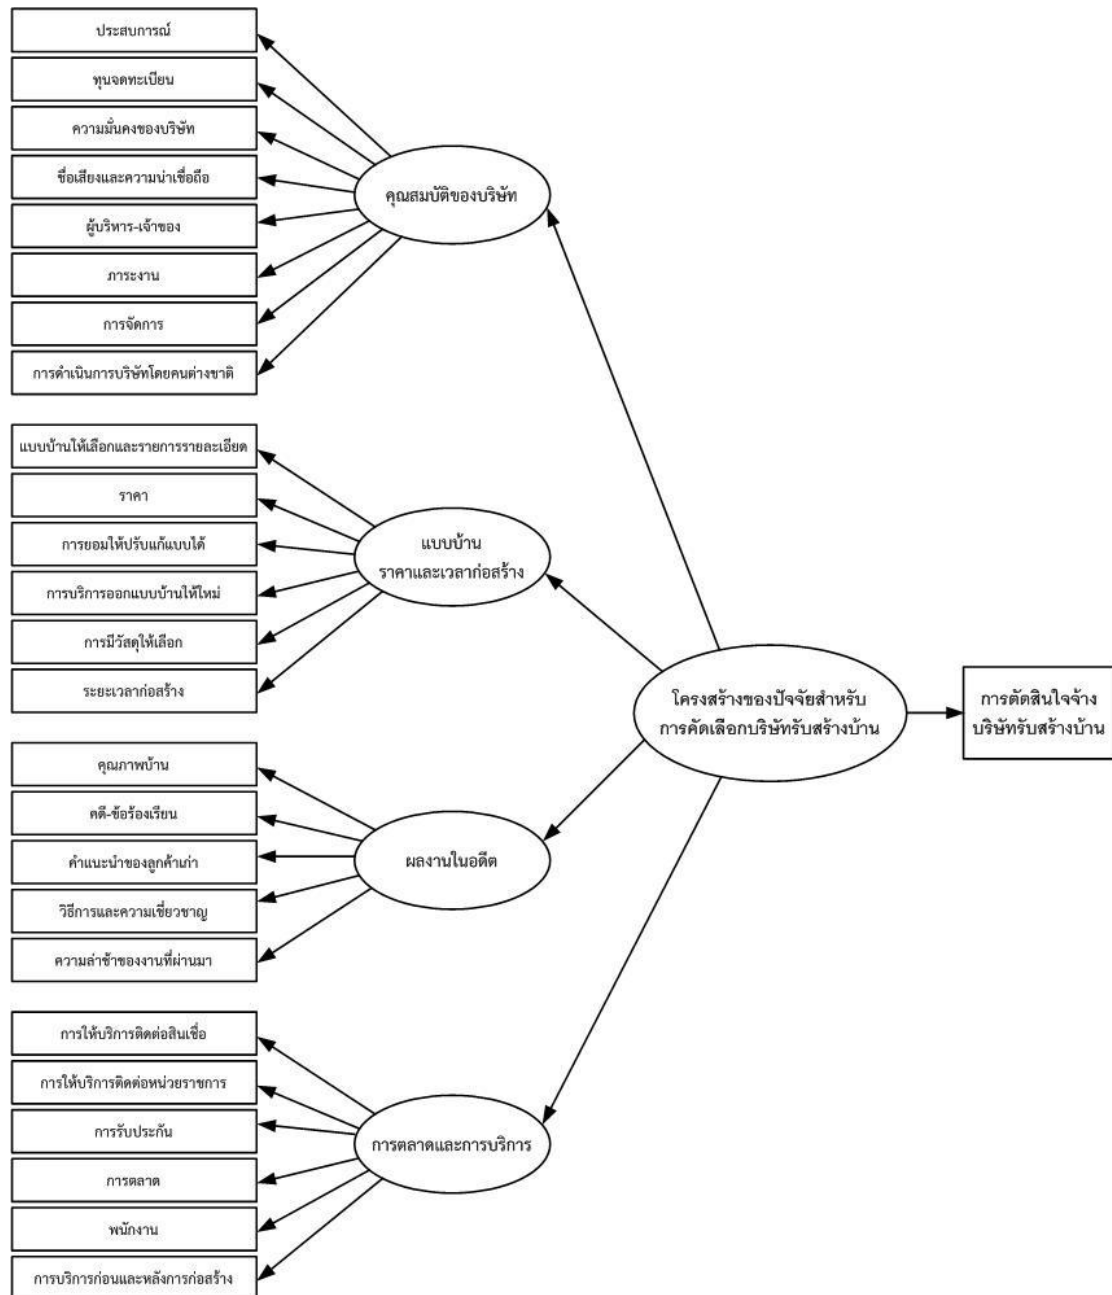 ประสบการณ์
ทุนจดทะเบียน
ความมั่นคงของบริษัท
ชื่อเสียงและความน่าเชื่อถือ
ผู้บริหาร-เจ้าของ
ภาระงาน
การจัดการ
การดำเนินการบริษัทโดยคนต่างชาติ
คุณสมบัติของบริษัท
แบบบ้านให้เลือกและรายการรายละเอียด
ราคา
การยอมให้ปรับแก้แบบได้
การบริการออกแบบบ้านให้ใหม่
การมีวัสดุให้เลือก
ระยะเวลาก่อสร้าง
แบบบ้าน
ราคาและเวลาก่อสร้าง
คุณภาพบ้าน
คดี-ข้อร้องเรียน
คำแนะนำของลูกค้าเก่า
วิธีการและความเชี่ยวชาญ
ความล่าช้าของงานที่ผ่านมา
ผลงานในอดีต
การให้บริการติดต่อสินเชื่อ
การให้บริการติดต่อหน่วยราชการ
การรับประกัน
การตลาด
พนักงาน
การบริการก่อนและหลังการก่อสร้าง
การตลาดและการบริการ
โครงสร้างของปัจจัยสำหรับ
การคัดเลือกบริษัทรับสร้างบ้าน
การตัดสินใจจ้าง
บริษัทรับสร้างบ้าน